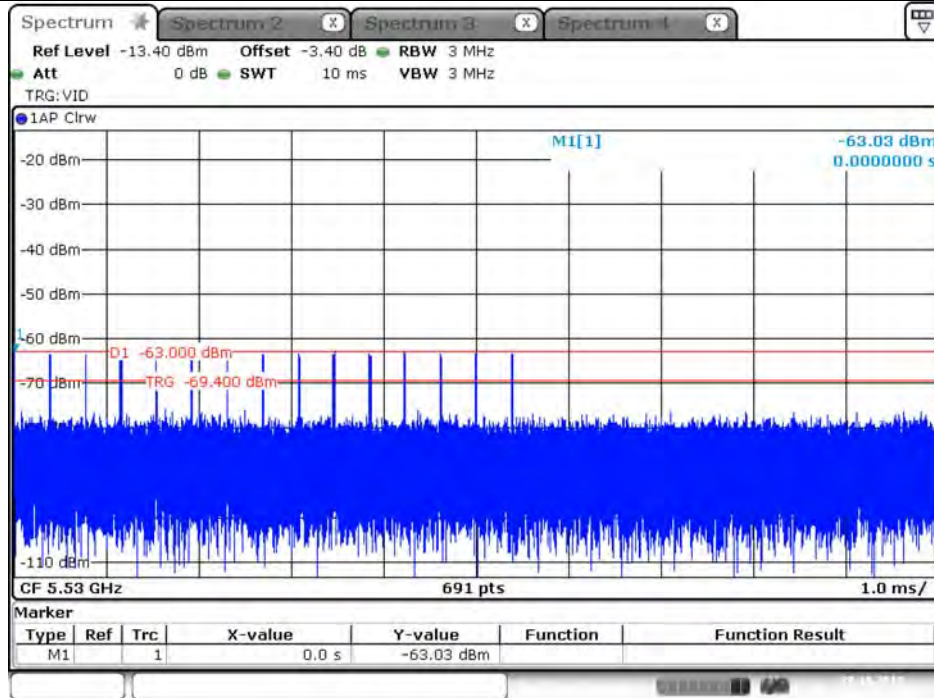 Spectrum Spectrum 2 X Spectrum 3 X Spectrum 4 X
Ref Level -13.40 dBm Offset -3.40 dB RBW 3 MHz
Att 0 dB SWT 10 ms VBW 3 MHz
TRG:VID
1AP Clrw
M1[1] -63.03 dBm
0.0000000 s
-20 dBm
-30 dBm
-40 dBm
-50 dBm
1
-60 dBm
D1 -63.000 dBm
TRG -69.400 dBm
-70 dBm
-110 dBm
CF 5.53 GHz 691 pts 1.0 ms/
Marker
Type Ref Trc X-value Y-value Function Function Result
M1 1 0.0 s -63.03 dBm